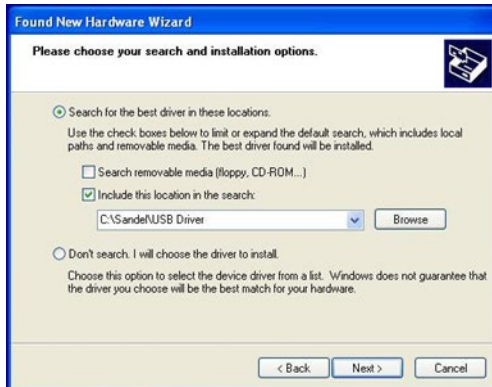 Found New Hardware Wizard
Please choose your search and installation options.
Search for the best driver in these locations.
Use the check boxes below to limit or expand the default search, which includes local
paths and removable media. The best driver found will be installed.
Search removable media (floppy, CD-ROM...)
Include this location in the search:
C:\Sandel\USB Driver
Browse
Don't search. I will choose the driver to install.
Choose this option to select the device driver from a list. Windows does not guarantee that
the driver you choose will be the best match for your hardware.
< Back
Next >
Cancel